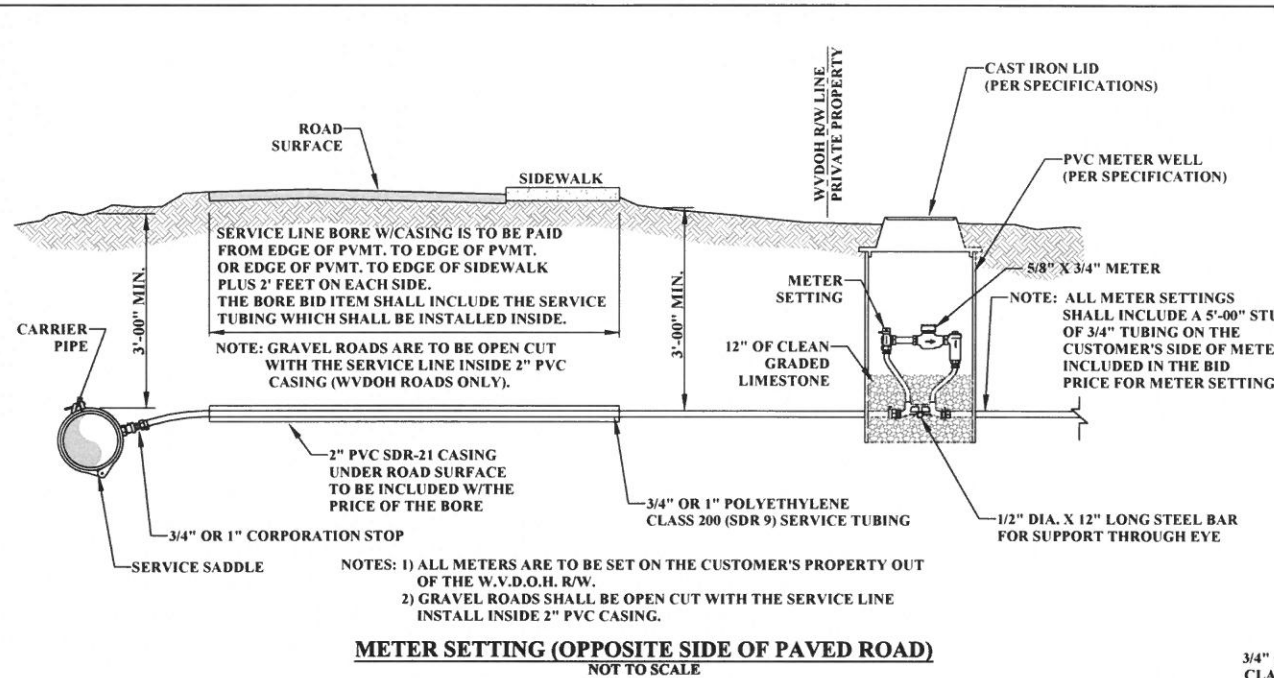 CAST IRON LID
(PER SPECIFICATIONS)
WVDOH R/W LINE
PRIVATE PROPERTY
ROAD
SURFACE
SIDEWALK
PVC METER WELL
(PER SPECIFICATION)
SERVICE LINE BORE W/CASING IS TO BE PAID
FROM EDGE OF PVMT. TO EDGE OF PVMT.
OR EDGE OF PVMT. TO EDGE OF SIDEWALK
PLUS 2' FEET ON EACH SIDE.
THE BORE BID ITEM SHALL INCLUDE THE SERVICE
TUBING WHICH SHALL BE INSTALLED INSIDE.
3'-00" MIN.
3'-00" MIN.
METER
SETTING
5/8" X 3/4" METER
NOTE: ALL METER SETTINGS
SHALL INCLUDE A 5'-00" STU
OF 3/4" TUBING ON THE
CUSTOMER'S SIDE OF METE
INCLUDED IN THE BID
PRICE FOR METER SETTING
CARRIER
PIPE
NOTE: GRAVEL ROADS ARE TO BE OPEN CUT
WITH THE SERVICE LINE INSIDE 2" PVC
CASING (WVDOH ROADS ONLY).
12" OF CLEAN
GRADED
LIMESTONE
2" PVC SDR-21 CASING
UNDER ROAD SURFACE
TO BE INCLUDED W/THE
PRICE OF THE BORE
3/4" OR 1" POLYETHYLENE
CLASS 200 (SDR 9) SERVICE TUBING
1/2" DIA. X 12" LONG STEEL BAR
FOR SUPPORT THROUGH EYE
3/4" OR 1" CORPORATION STOP
SERVICE SADDLE
NOTES: 1) ALL METERS ARE TO BE SET ON THE CUSTOMER'S PROPERTY OUT
OF THE W.V.D.O.H. R/W.
2) GRAVEL ROADS SHALL BE OPEN CUT WITH THE SERVICE LINE
INSTALL INSIDE 2" PVC CASING.
METER SETTING (OPPOSITE SIDE OF PAVED ROAD)
NOT TO SCALE
3/4"
CLA